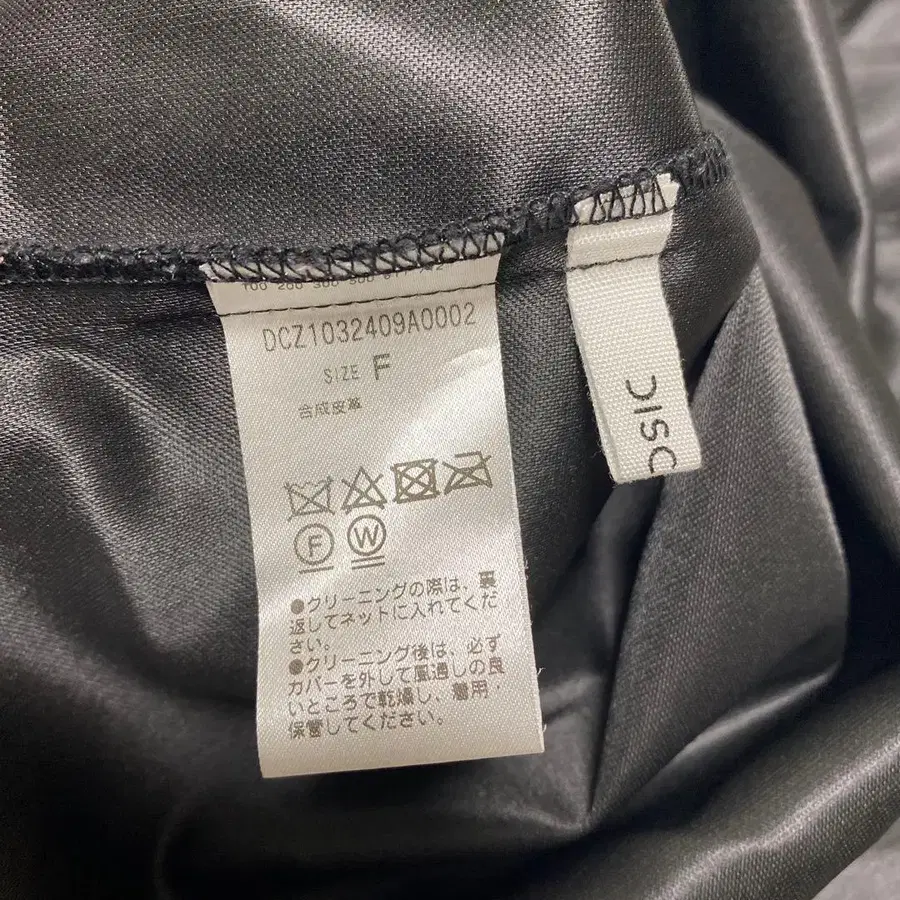 DCZ1032409A0002
SIZE F
合成皮革
F
W
●クリーニングの際は、裏
返してネットに入れてくだ
さい。
●クリーニング後は、必ず
カバーを外して風通しの良
いところで乾燥し、着用・
保管してください。
DISC